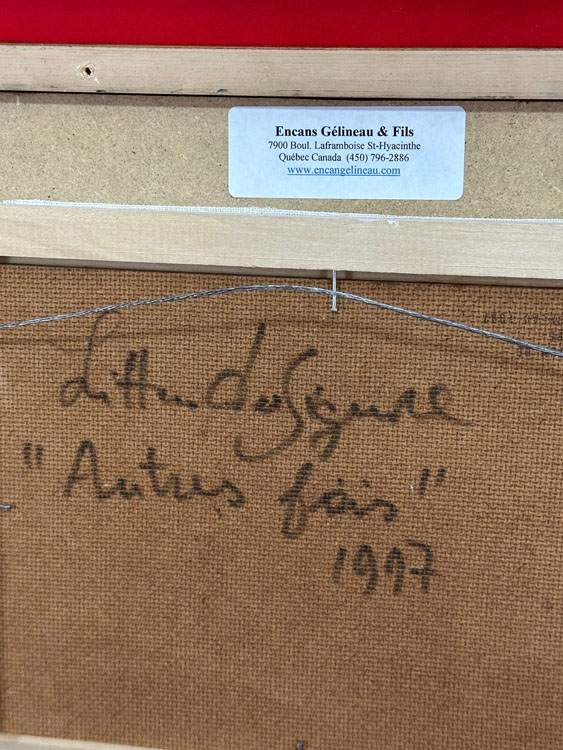 Encans Gélineau & Fils
7900 Boul. Laframboise St-Hyacinthe
Québec Canada (450) 796-2886
www.encangelineau.com
"Autres fois"
1997